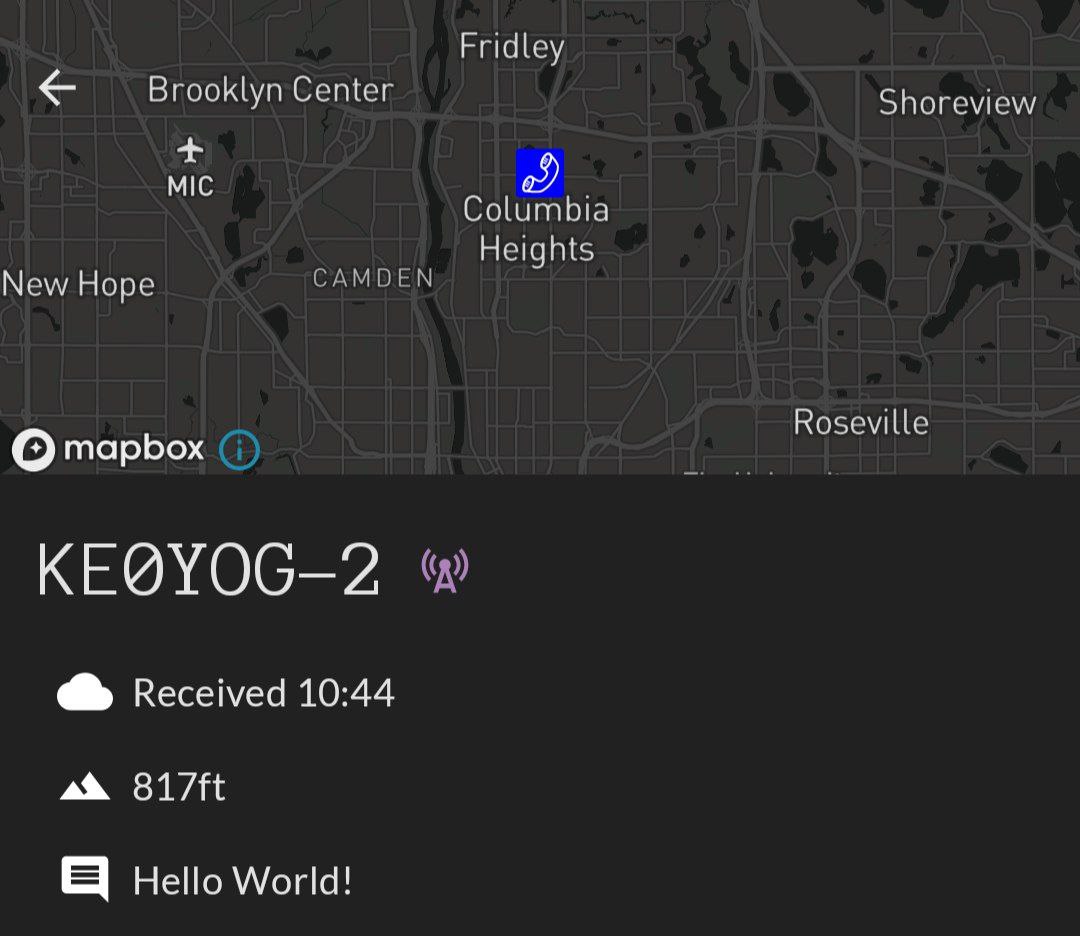 Fridley
Brooklyn Center
Shoreview
MIC
Columbia
Heights
New Hope
CAMDEN
Roseville
mapbox
KEØYOG-2
Received 10:44
817ft
Hello World!